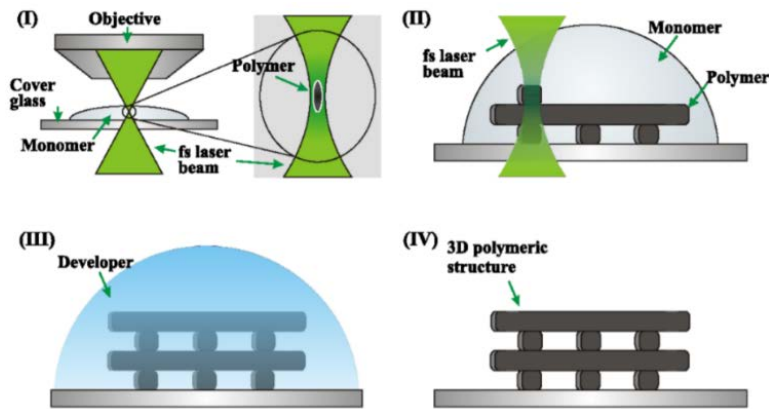 (I)
Objective
Cover
glass
Monomer
Polymer
fs laser
beam
(II)
fs laser
beam
Monomer
Polymer
(III)
Developer
(IV)
3D polymeric
structure